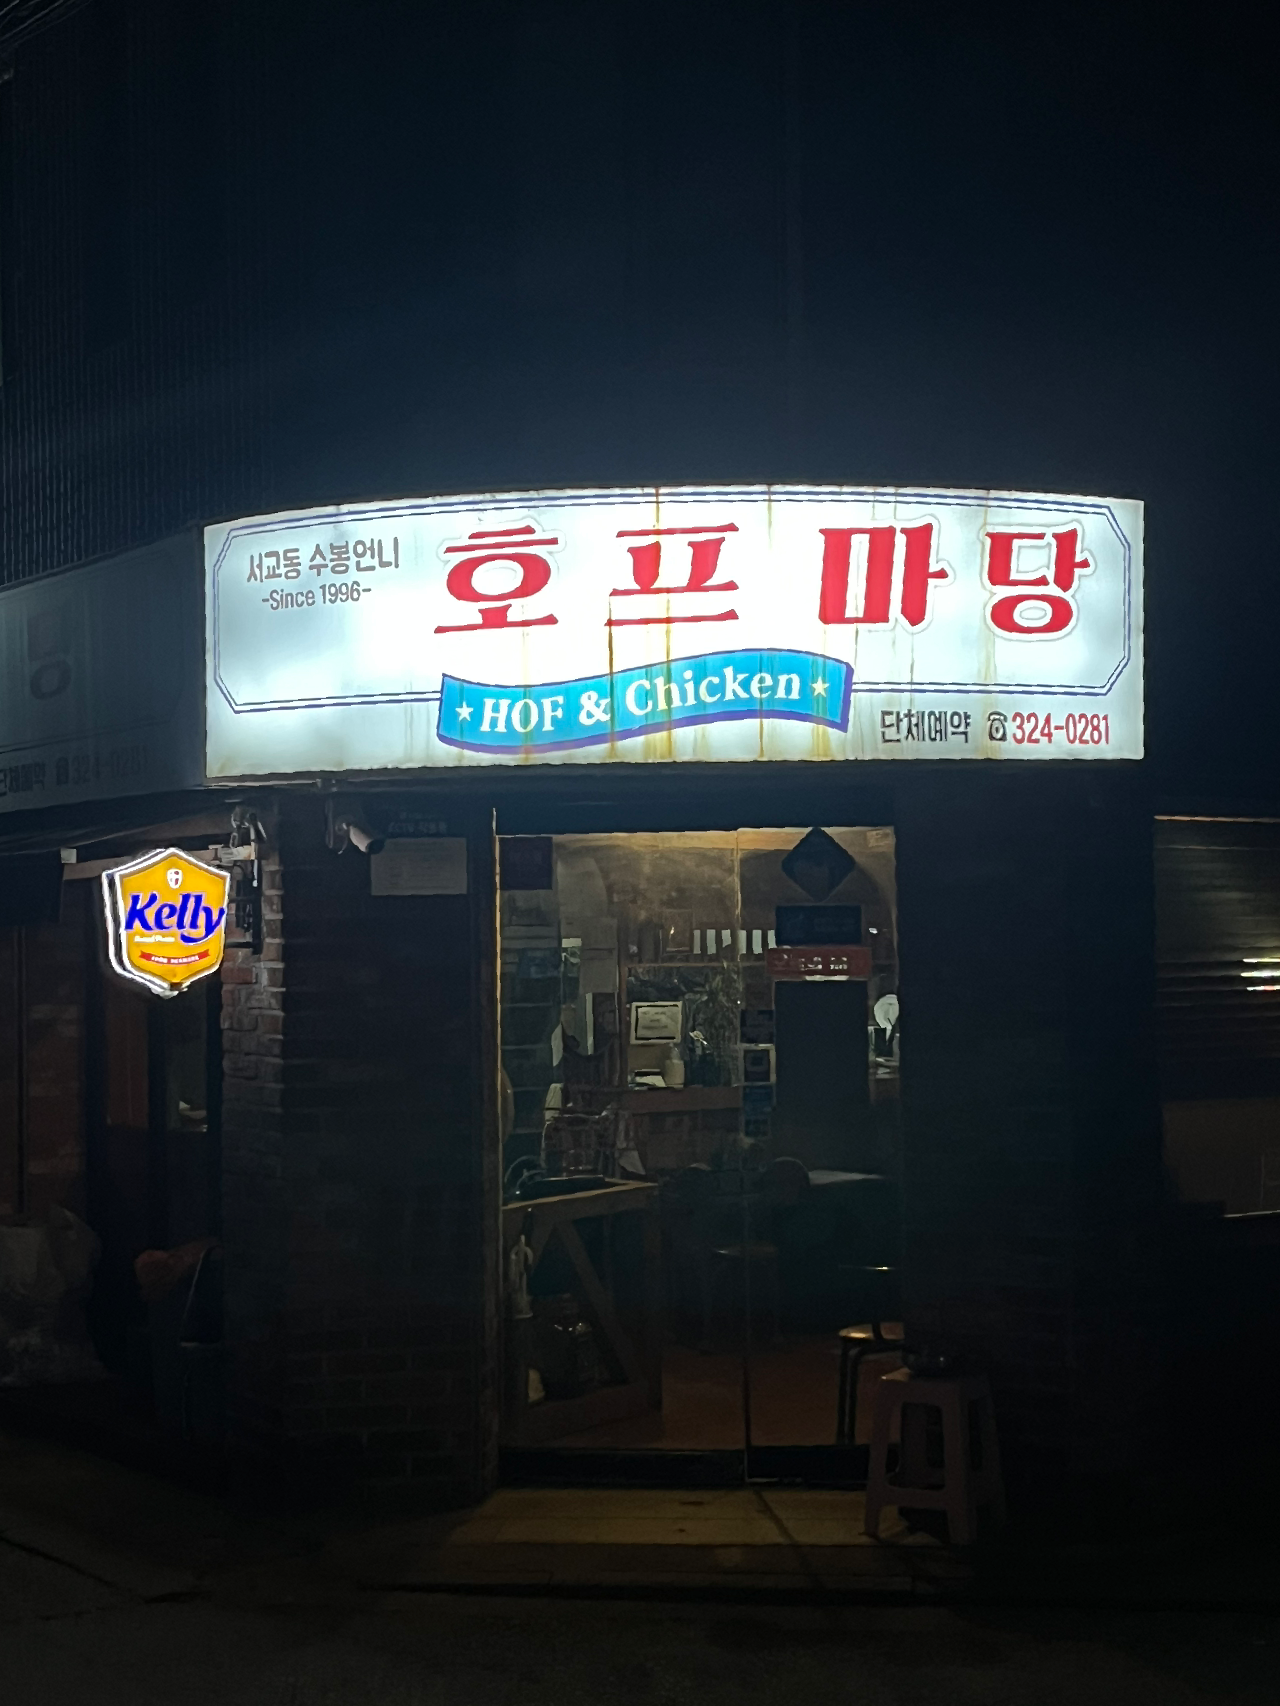 서교동 수봉언니
-Since 1996-
호프 마당
HOF & Chicken
단체예약 ☎324-0281
Kelly